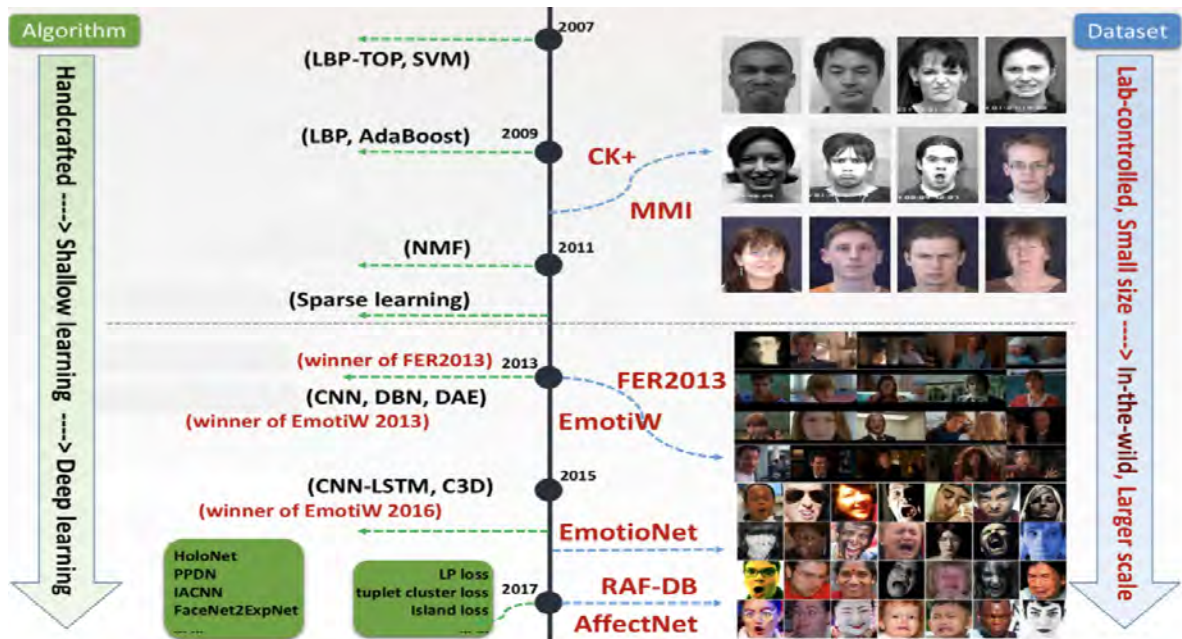 Algorithm
Handcrafted ----> Shallow learning ----> Deep learning
2007
(LBP-TOP, SVM)
2009
(LBP, AdaBoost)
CK+
MMI
2011
(NMF)
(Sparse learning)
(winner of FER2013)
2013
(CNN, DBN, DAE)
(winner of EmotiW 2013)
FER2013
EmotiW
2015
(CNN-LSTM, C3D)
(winner of EmotiW 2016)
EmotioNet
HoloNet
PPDN
IACNN
FaceNet2ExpNet
... ...
LP loss
tuplet cluster loss
Island loss
... ...
2017
RAF-DB
AffectNet
Dataset
Lab-controlled, Small size ----> In-the-wild, Larger scale